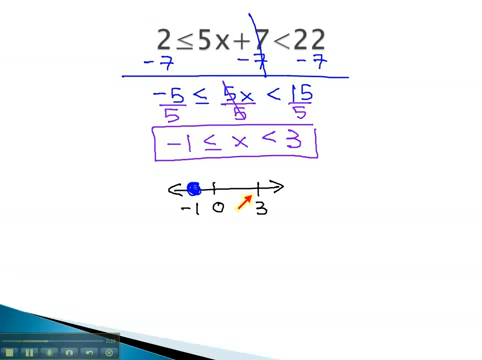 2 ≤ 5x + 7 < 22
-7 -7 -7
-5/5 ≤ 5x/5 < 15/5
-1 ≤ x < 3
-1 0 3